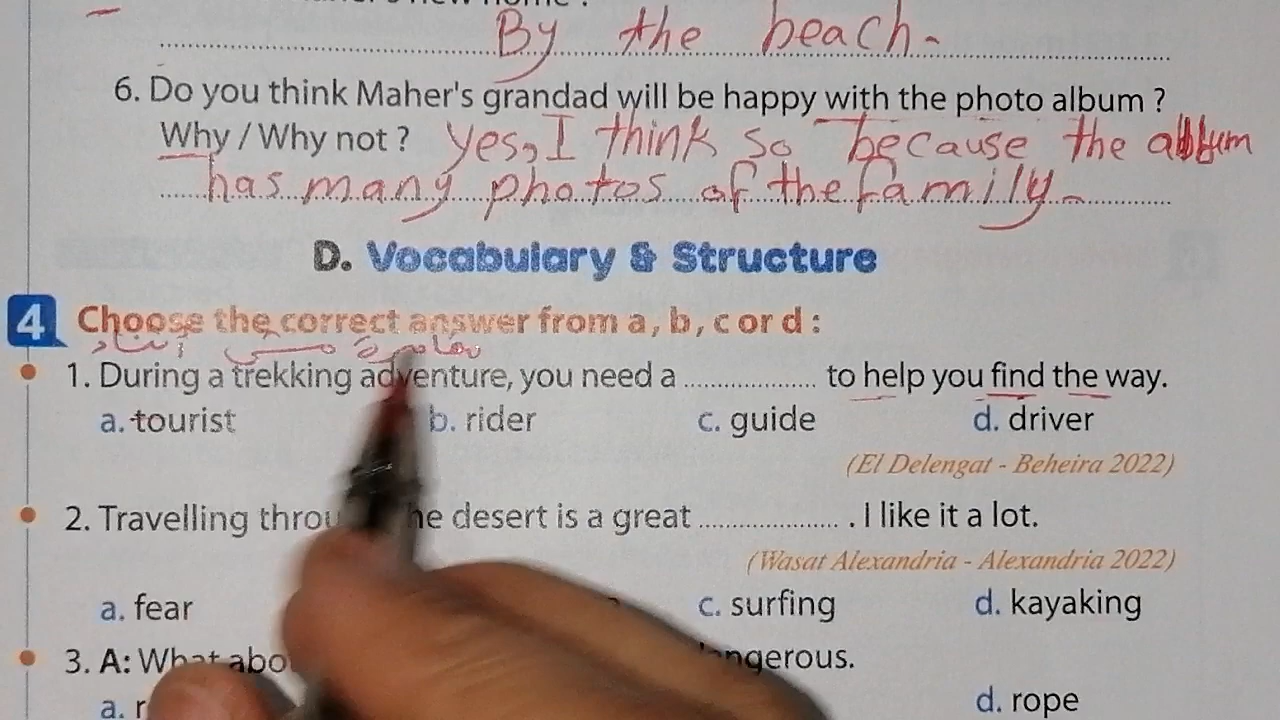 By the beach.
6. Do you think Maher's grandad will be happy with the photo album ?
Why / Why not ? Yes, I think so because the album
has many photos of the family.
D. Vocabulary & Structure
4 Choose the correct answer from a, b, c or d :
أثناء مشي مغامرة
1. During a trekking adventure, you need a .................... to help you find the way.
a. tourist b. rider c. guide d. driver
(El Delengat - Beheira 2022)
2. Travelling he desert is a great ..................... . I like it a lot.
(Wasat Alexandria - Alexandria 2022)
a. fear c. surfing d. kayaking
3. A: What
a. d. rope